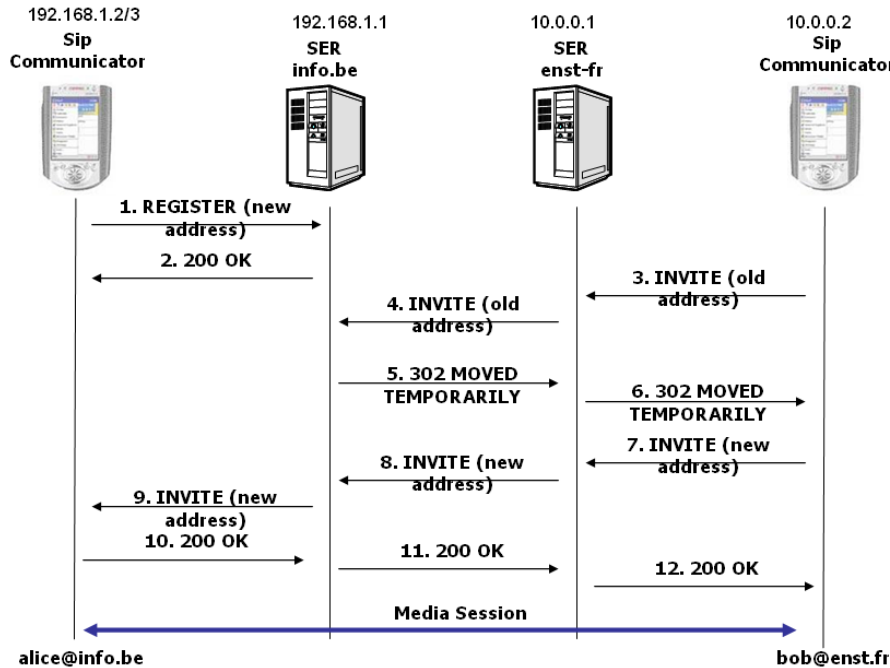 192.168.1.2/3
Sip
Communicator
192.168.1.1
SER
info.be
10.0.0.1
SER
enst-fr
10.0.0.2
Sip
Communicator
1. REGISTER (new
address)
2. 200 OK
3. INVITE (old
address)
4. INVITE (old
address)
5. 302 MOVED
TEMPORARILY
6. 302 MOVED
TEMPORARILY
7. INVITE (new
address)
8. INVITE (new
address)
9. INVITE (new
address)
10. 200 OK
11. 200 OK
12. 200 OK
Media Session
alice@info.be
bob@enst.fr